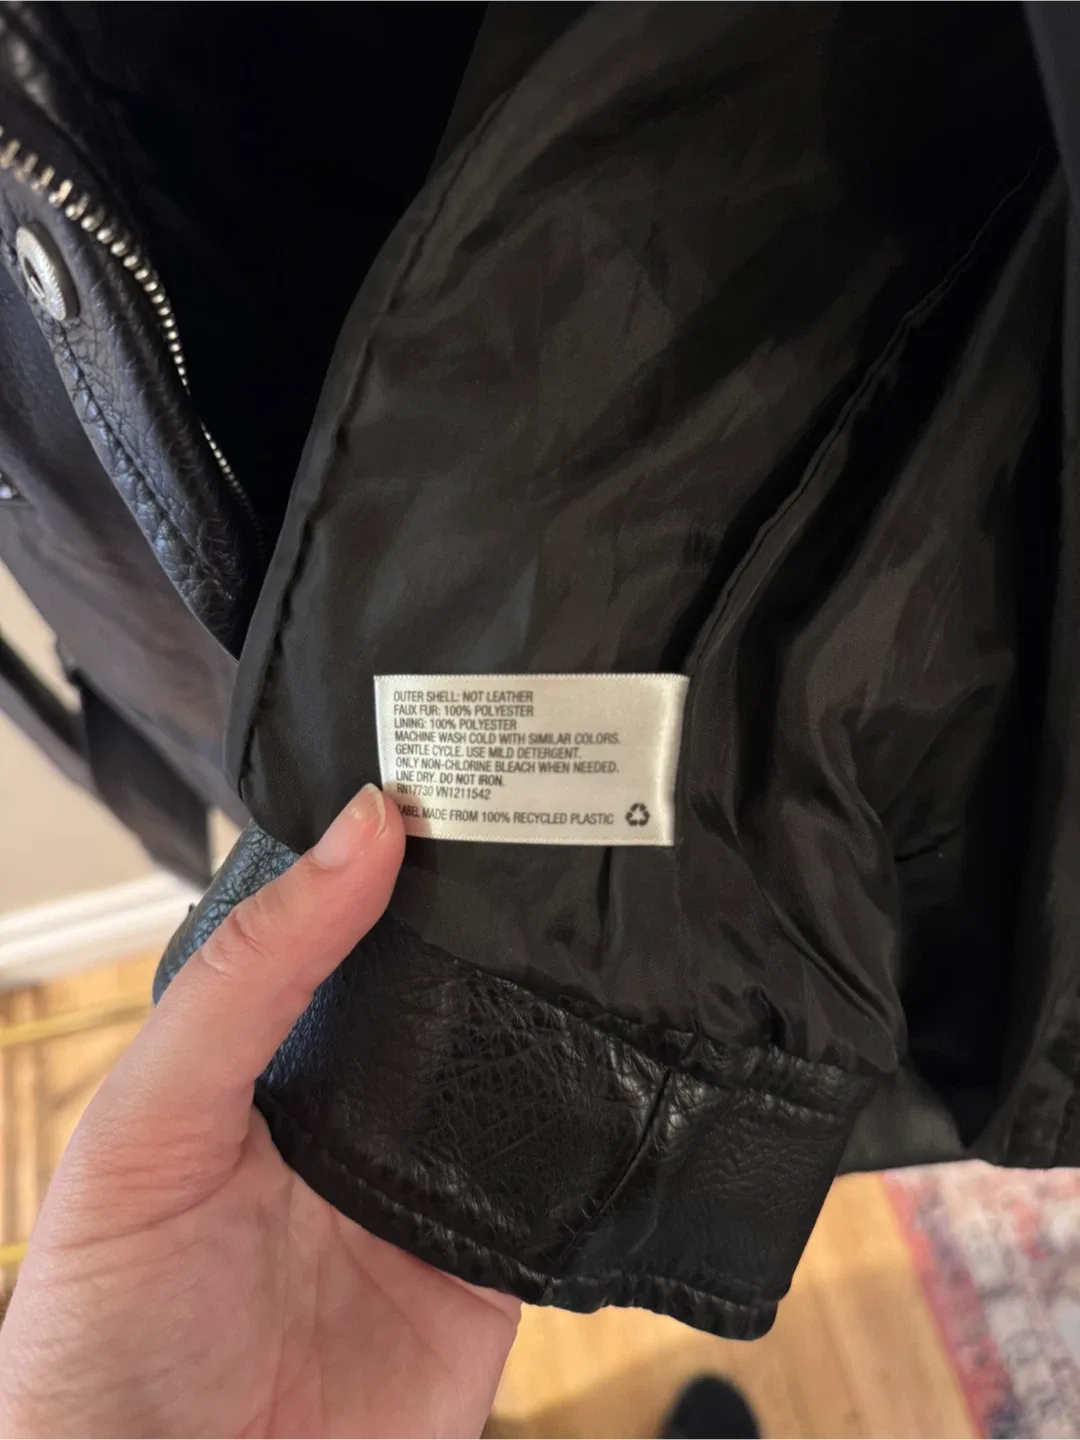 OUTER SHELL: NOT LEATHER
FAUX FUR: 100% POLYESTER
LINING: 100% POLYESTER
MACHINE WASH COLD WITH SIMILAR COLORS.
GENTLE CYCLE. USE MILD DETERGENT.
ONLY NON-CHLORINE BLEACH WHEN NEEDED.
LINE DRY. DO NOT IRON.
RN17730 VN1211542
LABEL MADE FROM 100% RECYCLED PLASTIC